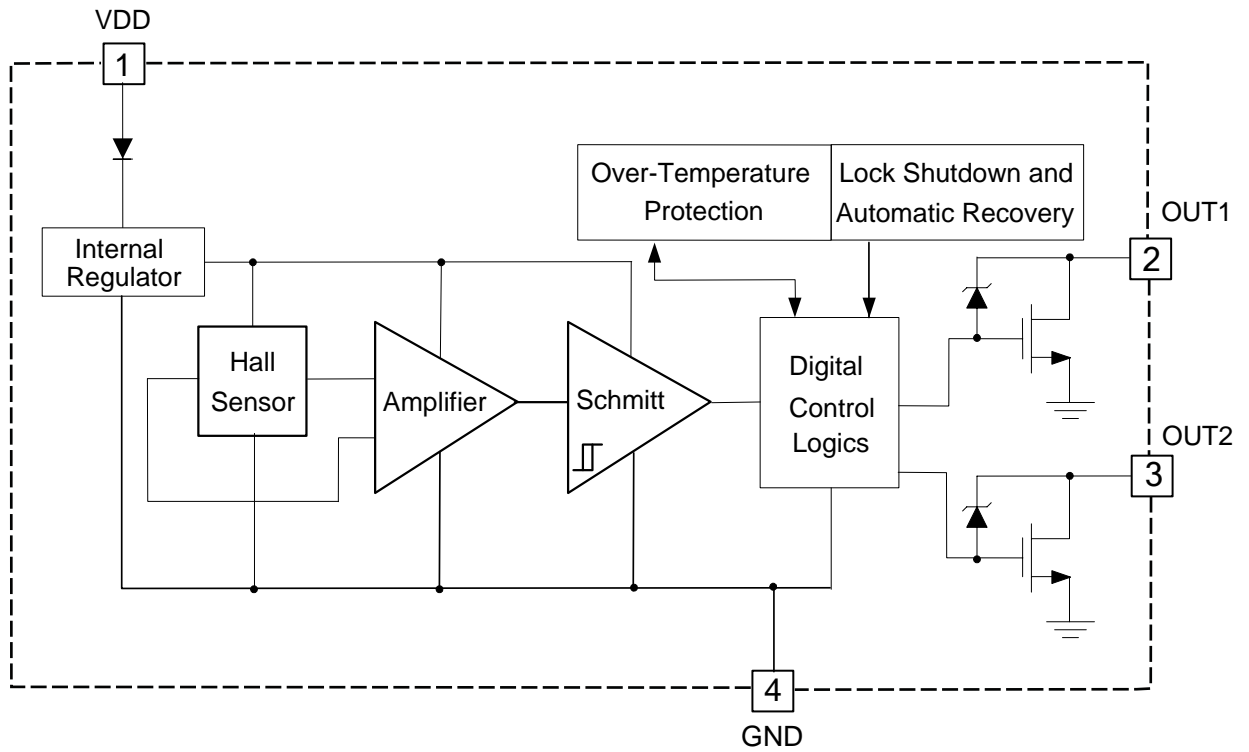 VDD
1
Over-Temperature
Protection
Lock Shutdown and
Automatic Recovery
OUT1
2
Internal
Regulator
Hall
Sensor
Amplifier
Schmitt
Digital
Control
Logics
OUT2
3
4
GND